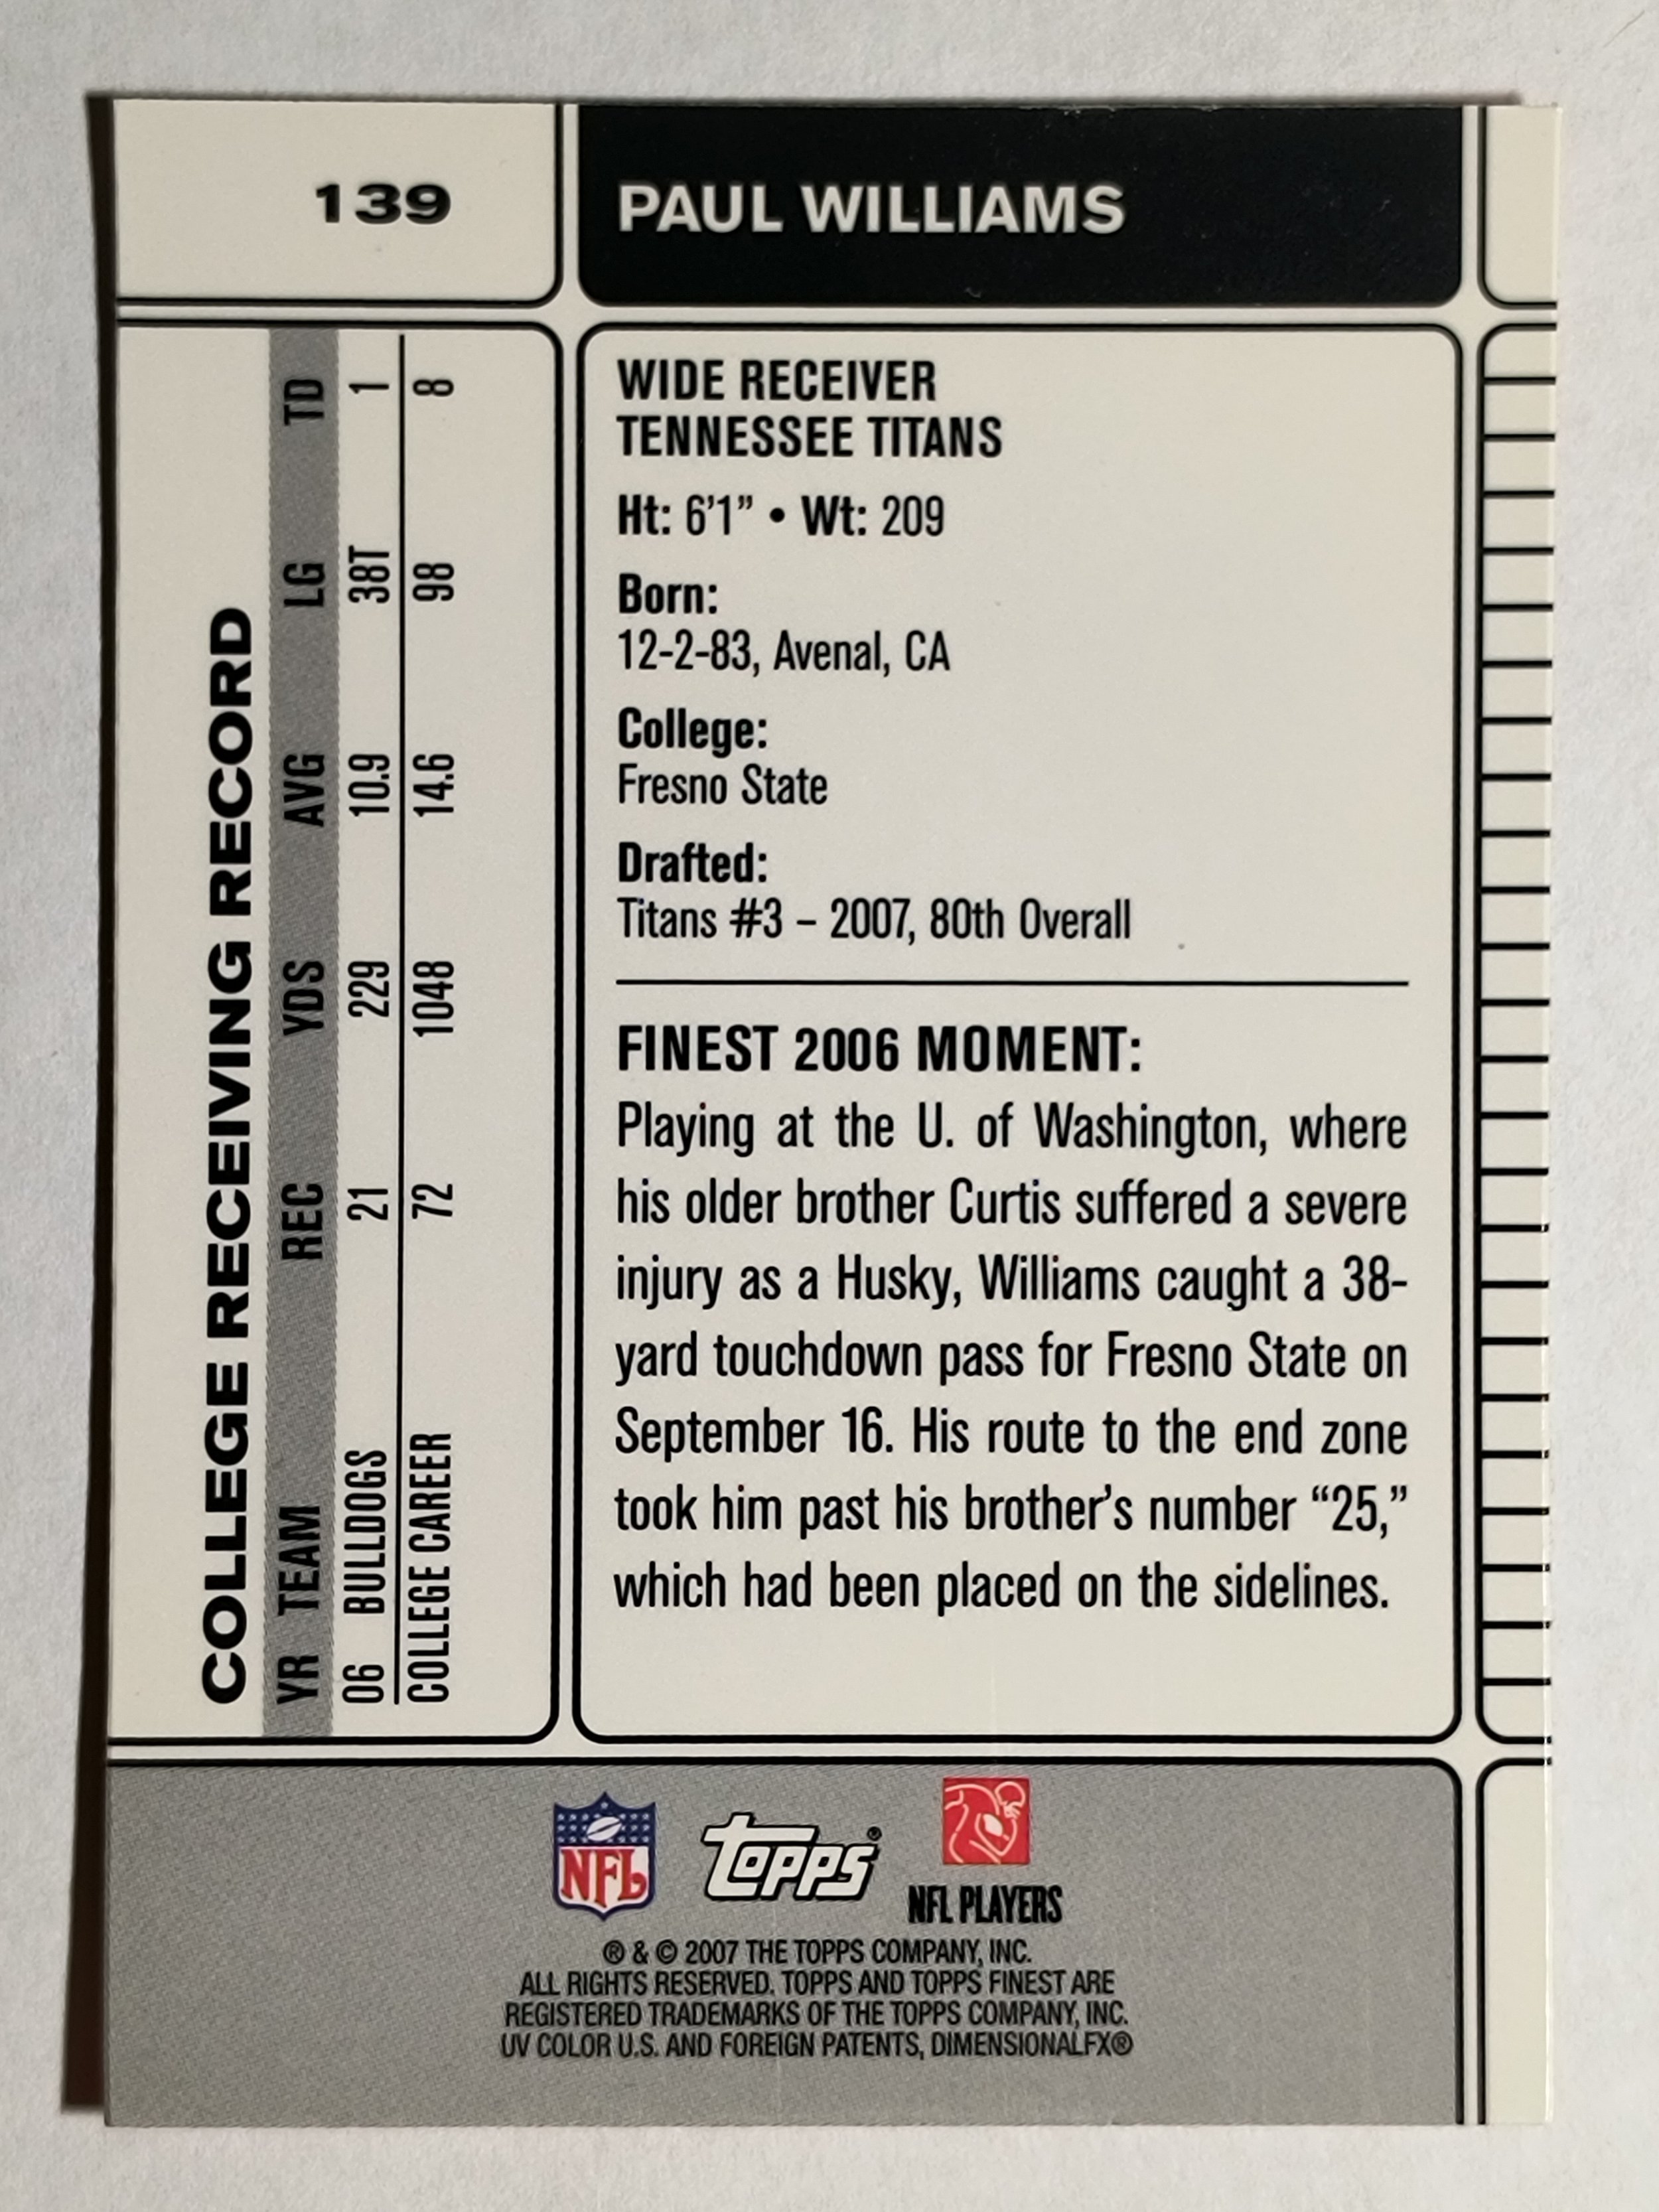 139
PAUL WILLIAMS
COLLEGE RECEIVING RECORD
YR TEAM REC YDS AVG LG TD
06 BULLDOGS 21 229 10.9 38T 1
COLLEGE CAREER 72 1048 14.6 98 8
WIDE RECEIVER
TENNESSEE TITANS
Ht: 6'1” • Wt: 209
Born:
12-2-83, Avenal, CA
College:
Fresno State
Drafted:
Titans #3 – 2007, 80th Overall
FINEST 2006 MOMENT:
Playing at the U. of Washington, where
his older brother Curtis suffered a severe
injury as a Husky, Williams caught a 38-
yard touchdown pass for Fresno State on
September 16. His route to the end zone
took him past his brother’s number “25,”
which had been placed on the sidelines.
NFL
Topps®
NFL PLAYERS
® & © 2007 THE TOPPS COMPANY, INC.
ALL RIGHTS RESERVED. TOPPS AND TOPPS FINEST ARE
REGISTERED TRADEMARKS OF THE TOPPS COMPANY, INC.
UV COLOR U.S. AND FOREIGN PATENTS, DIMENSIONALFX®